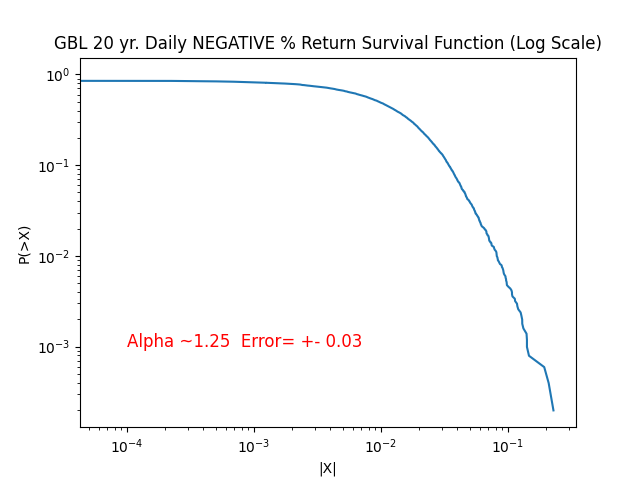 GBL 20 yr. Daily NEGATIVE % Return Survival Function (Log Scale)
10⁰
10⁻¹
10⁻²
10⁻³
P(>X)
Alpha ~1.25  Error= +- 0.03
10⁻⁴ 10⁻³ 10⁻² 10⁻¹
|X|